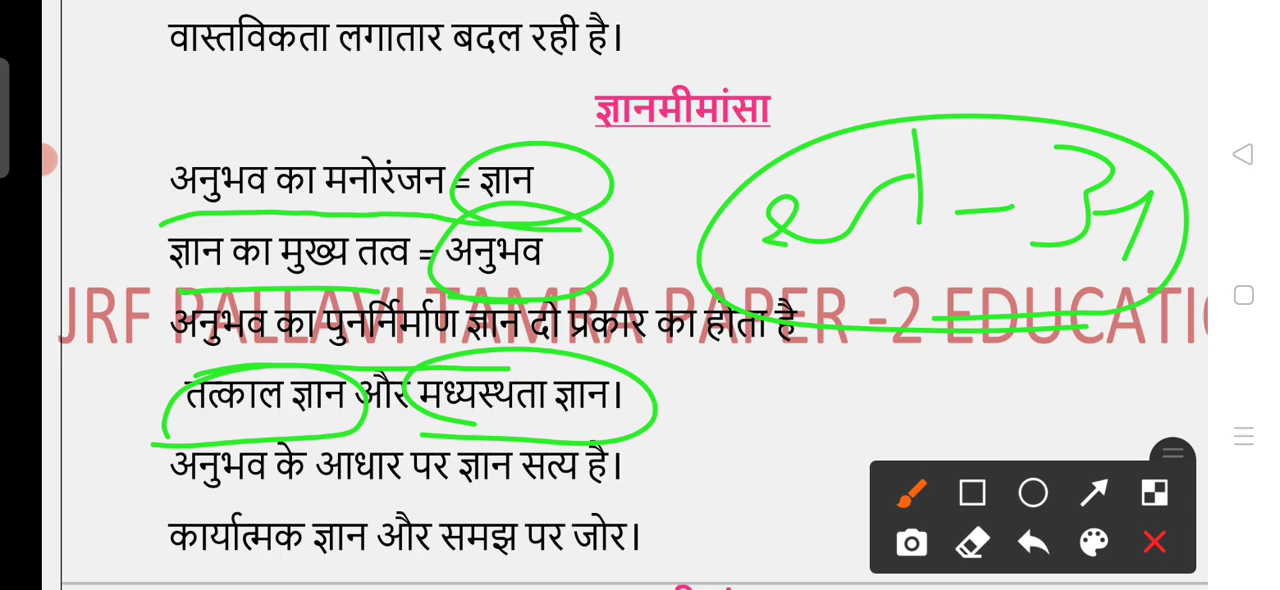 वास्तविकता लगातार बदल रही है।
ज्ञानमीमांसा
अनुभव का मनोरंजन = ज्ञान
ज्ञान का मुख्य तत्व = अनुभव
JRF PALLAVI TAMRA PAPER -2 EDUCATIO
अनुभव का पुनर्निर्माण ज्ञान दो प्रकार का होता है
तत्काल ज्ञान और मध्यस्थता ज्ञान।
अनुभव के आधार पर ज्ञान सत्य है।
कार्यात्मक ज्ञान और समझ पर जोर।